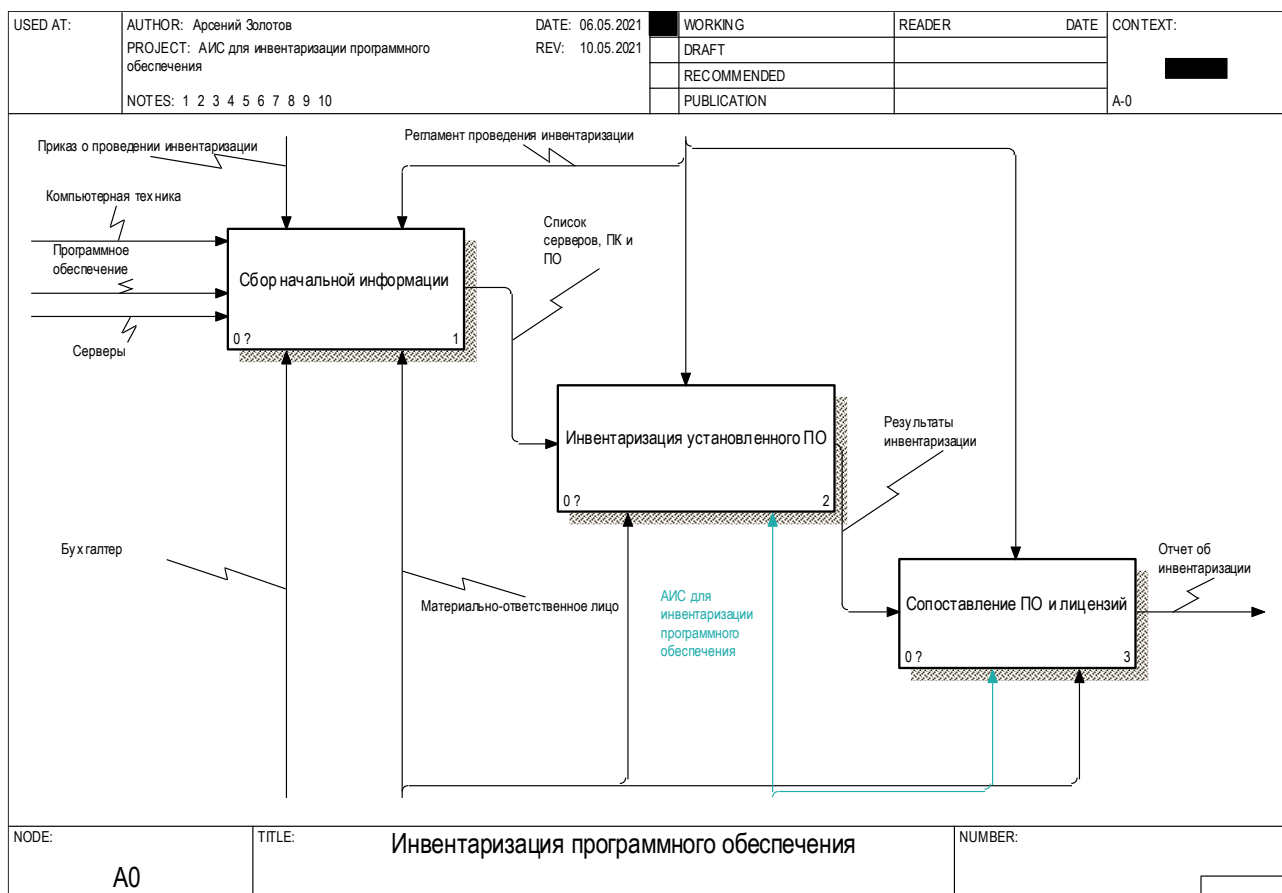 USED AT:
AUTHOR: Арсений Золотов
DATE: 06.05.2021
PROJECT: АИС для инвентаризации программного
обеспечения
REV: 10.05.2021
NOTES: 1 2 3 4 5 6 7 8 9 10
WORKING
DRAFT
RECOMMENDED
PUBLICATION
READER
DATE
CONTEXT:
A-0
Приказ о проведении инвентаризации
Регламент проведения инвентаризации
Компьютерная техника
Программное
обеспечение
Серверы
Сбор начальной информации
0 ?
1
Список
серверов, ПК и
ПО
Инвентаризация установленного ПО
0 ?
2
Результаты
инвентаризации
Бухгалтер
Материально-ответственное лицо
АИС для
инвентаризации
программного
обеспечения
Сопоставление ПО и лицензий
0 ?
3
Отчет об
инвентаризации
NODE:
A0
TITLE:
Инвентаризация программного обеспечения
NUMBER: